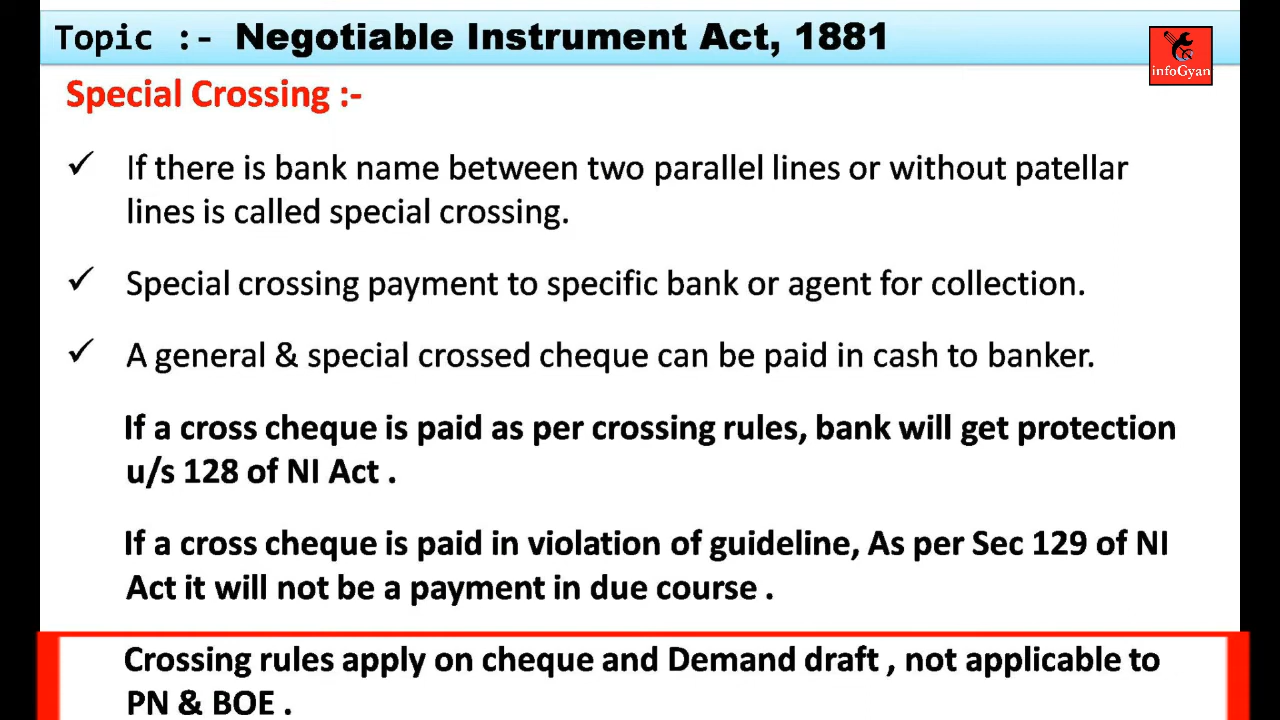 Topic :- Negotiable Instrument Act, 1881
infoGyan
Special Crossing :-
✓ If there is bank name between two parallel lines or without patellar
lines is called special crossing.
✓ Special crossing payment to specific bank or agent for collection.
✓ A general & special crossed cheque can be paid in cash to banker.
If a cross cheque is paid as per crossing rules, bank will get protection
u/s 128 of NI Act .
If a cross cheque is paid in violation of guideline, As per Sec 129 of NI
Act it will not be a payment in due course .
Crossing rules apply on cheque and Demand draft , not applicable to
PN & BOE .